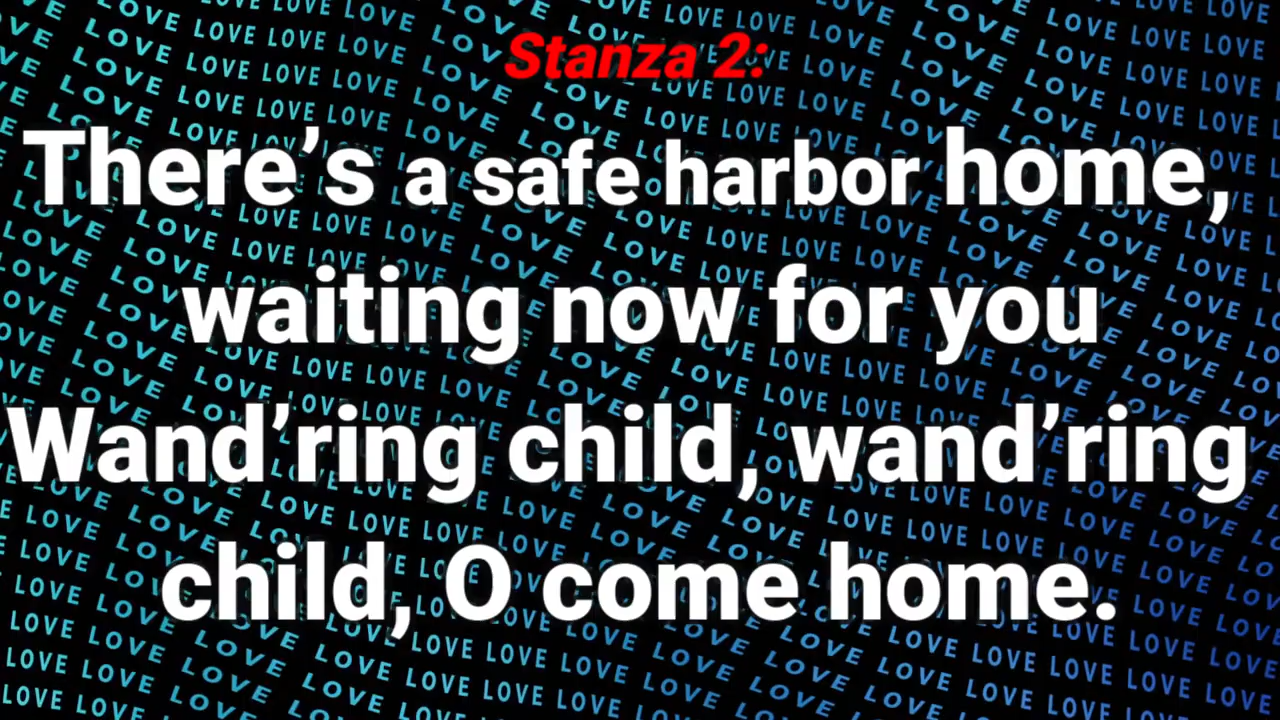 Stanza 2:
There’s a safe harbor home,
waiting now for you
Wand’ring child, wand’ring
child, O come home.